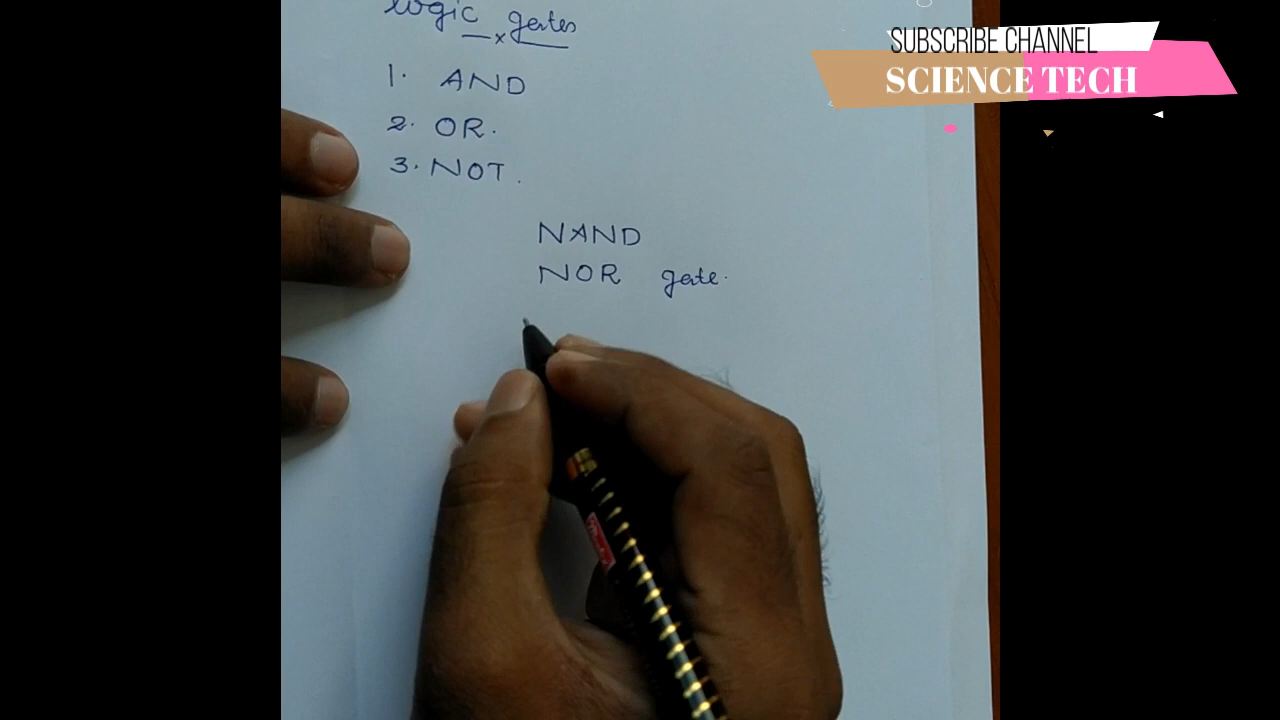 logic gates
1. AND
2. OR.
3. NOT.
NAND
NOR gate.
SUBSCRIBE CHANNEL
SCIENCE TECH